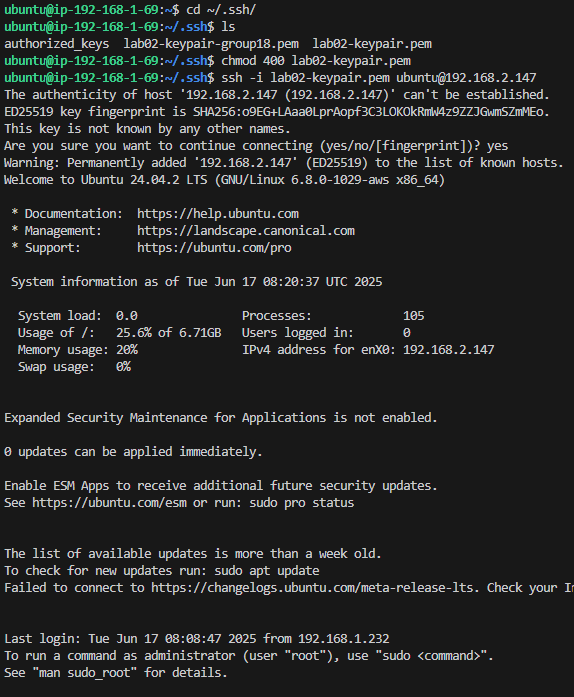 ubuntu@ip-192-168-1-69:~$ cd ~/.ssh/
ubuntu@ip-192-168-1-69:~/.ssh$ ls
authorized_keys  lab02-keypair-group18.pem  lab02-keypair.pem
ubuntu@ip-192-168-1-69:~/.ssh$ chmod 400 lab02-keypair.pem
ubuntu@ip-192-168-1-69:~/.ssh$ ssh -i lab02-keypair.pem ubuntu@192.168.2.147
The authenticity of host '192.168.2.147 (192.168.2.147)' can't be established.
ED25519 key fingerprint is SHA256:o9EG+LAaa0LprAopf3C3LOKOkRmW4z9ZZJGwmSZmMEo.
This key is not known by any other names.
Are you sure you want to continue connecting (yes/no/[fingerprint])? yes
Warning: Permanently added '192.168.2.147' (ED25519) to the list of known hosts.
Welcome to Ubuntu 24.04.2 LTS (GNU/Linux 6.8.0-1029-aws x86_64)
 * Documentation:  https://help.ubuntu.com
 * Management:     https://landscape.canonical.com
 * Support:        https://ubuntu.com/pro
 System information as of Tue Jun 17 08:20:37 UTC 2025
  System load:  0.0               Processes:             105
  Usage of /:   25.6% of 6.71GB   Users logged in:       0
  Memory usage: 20%               IPv4 address for enX0: 192.168.2.147
  Swap usage:   0%
Expanded Security Maintenance for Applications is not enabled.
0 updates can be applied immediately.
Enable ESM Apps to receive additional future security updates.
See https://ubuntu.com/esm or run: sudo pro status
The list of available updates is more than a week old.
To check for new updates run: sudo apt update
Failed to connect to https://changelogs.ubuntu.com/meta-release-lts. Check your
Last login: Tue Jun 17 08:08:47 2025 from 192.168.1.232
To run a command as administrator (user "root"), use "sudo <command>".
See "man sudo_root" for details.